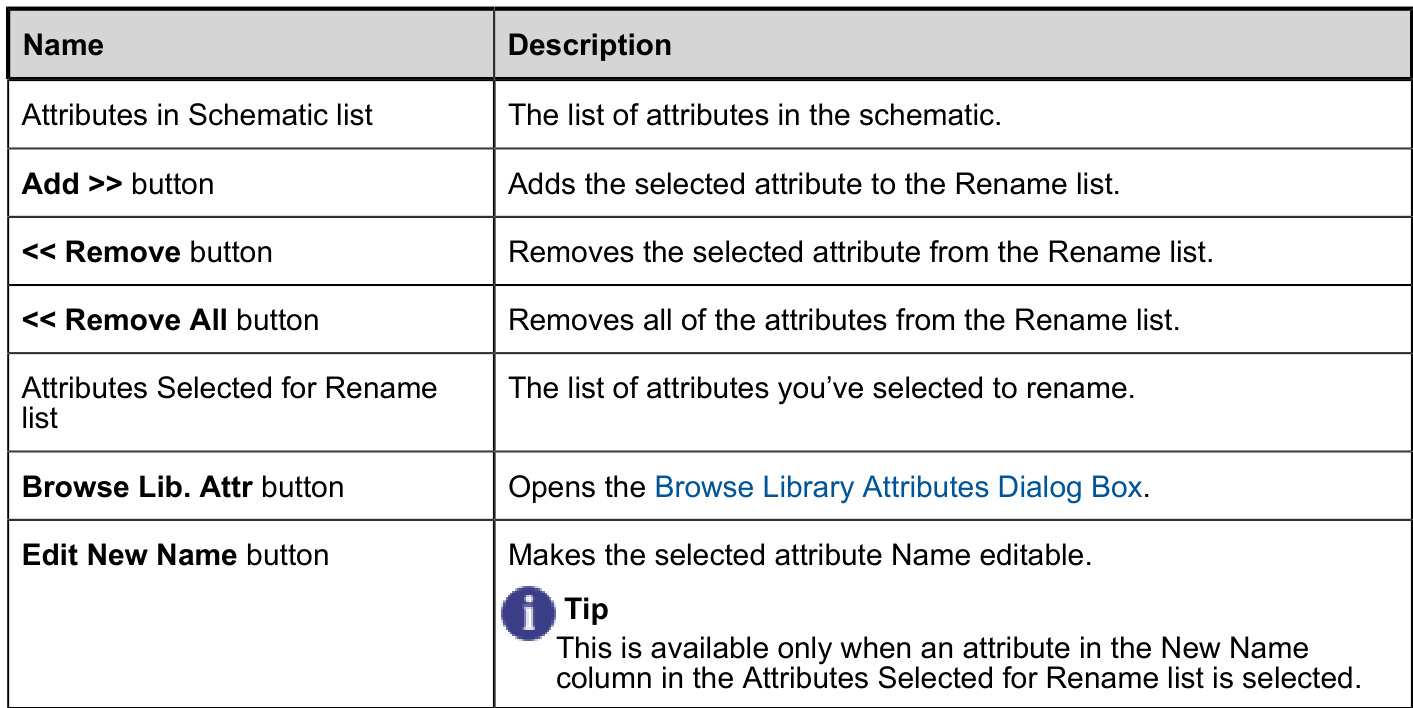 Name Description
Attributes in Schematic list The list of attributes in the schematic.
Add >> button Adds the selected attribute to the Rename list.
<< Remove button Removes the selected attribute from the Rename list.
<< Remove All button Removes all of the attributes from the Rename list.
Attributes Selected for Rename The list of attributes you’ve selected to rename.
list
Browse Lib. Attr button Opens the Browse Library Attributes Dialog Box.
Edit New Name button Makes the selected attribute Name editable.
i Tip
This is available only when an attribute in the New Name
column in the Attributes Selected for Rename list is selected.